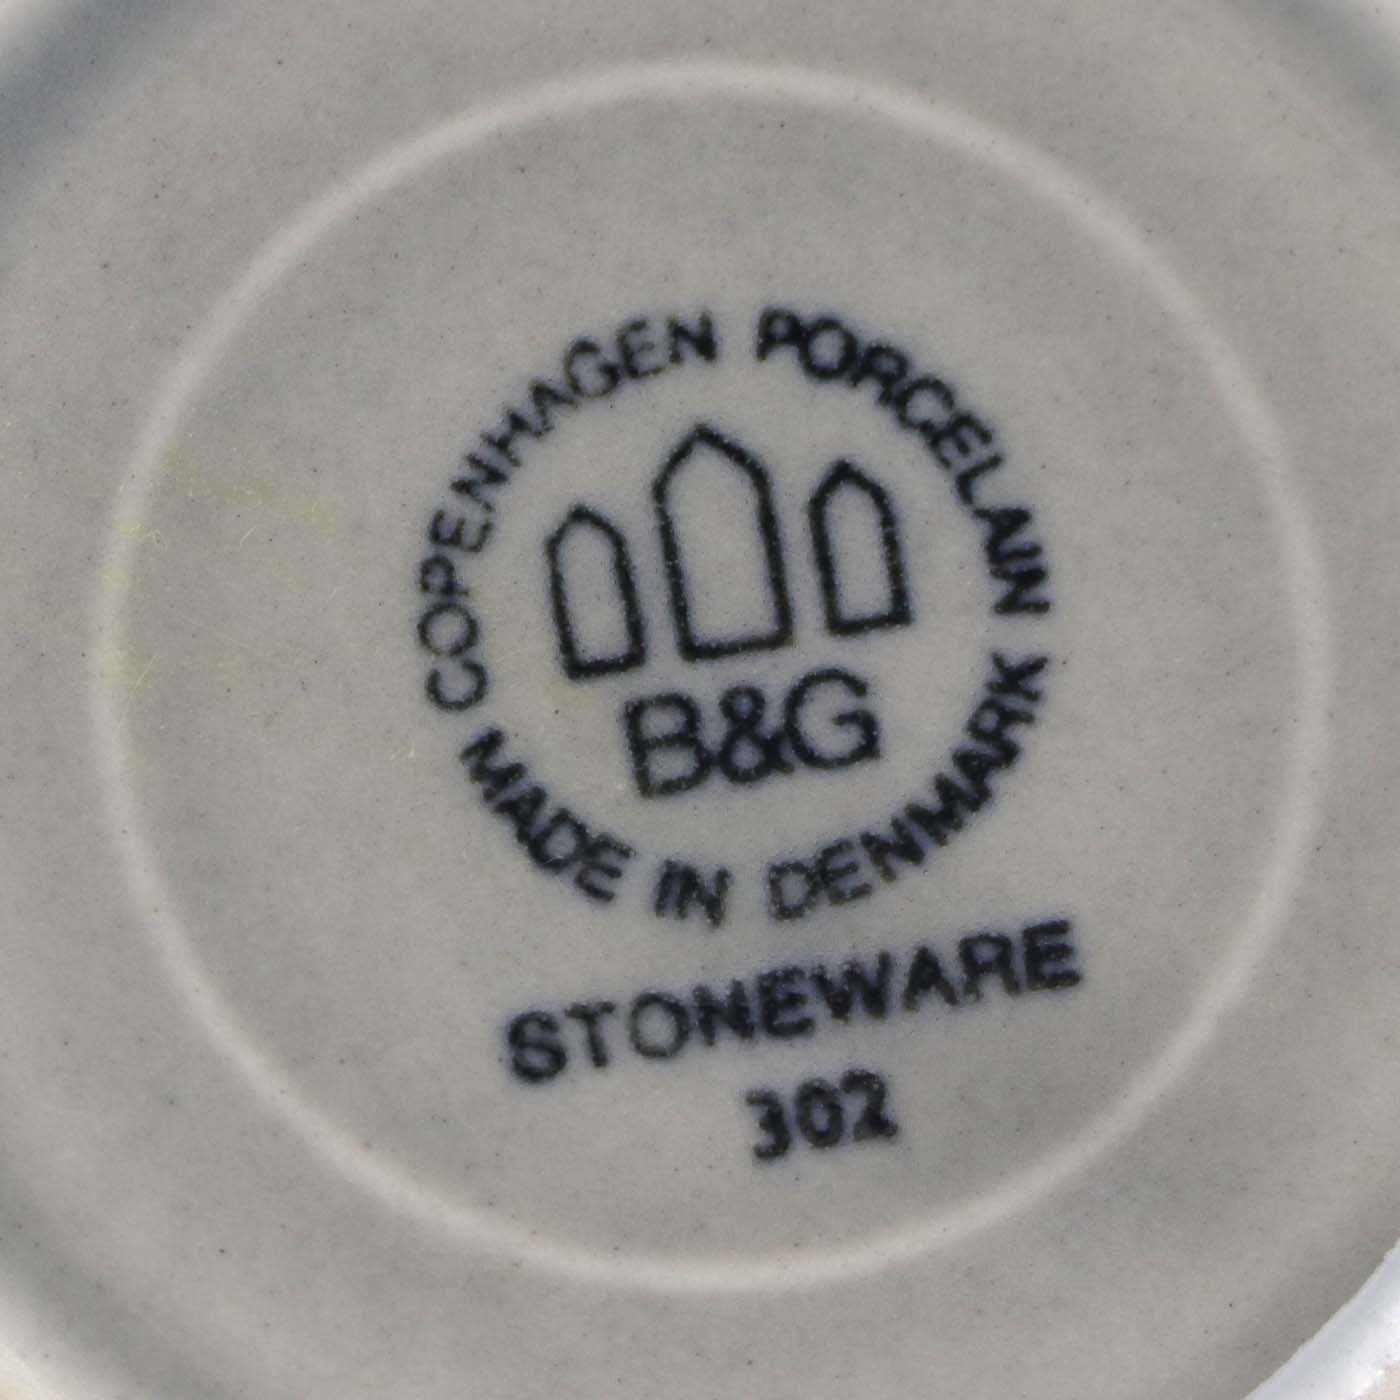 COPENHAGEN PORCELAIN
B&G
MADE IN DENMARK
STONEWARE
302